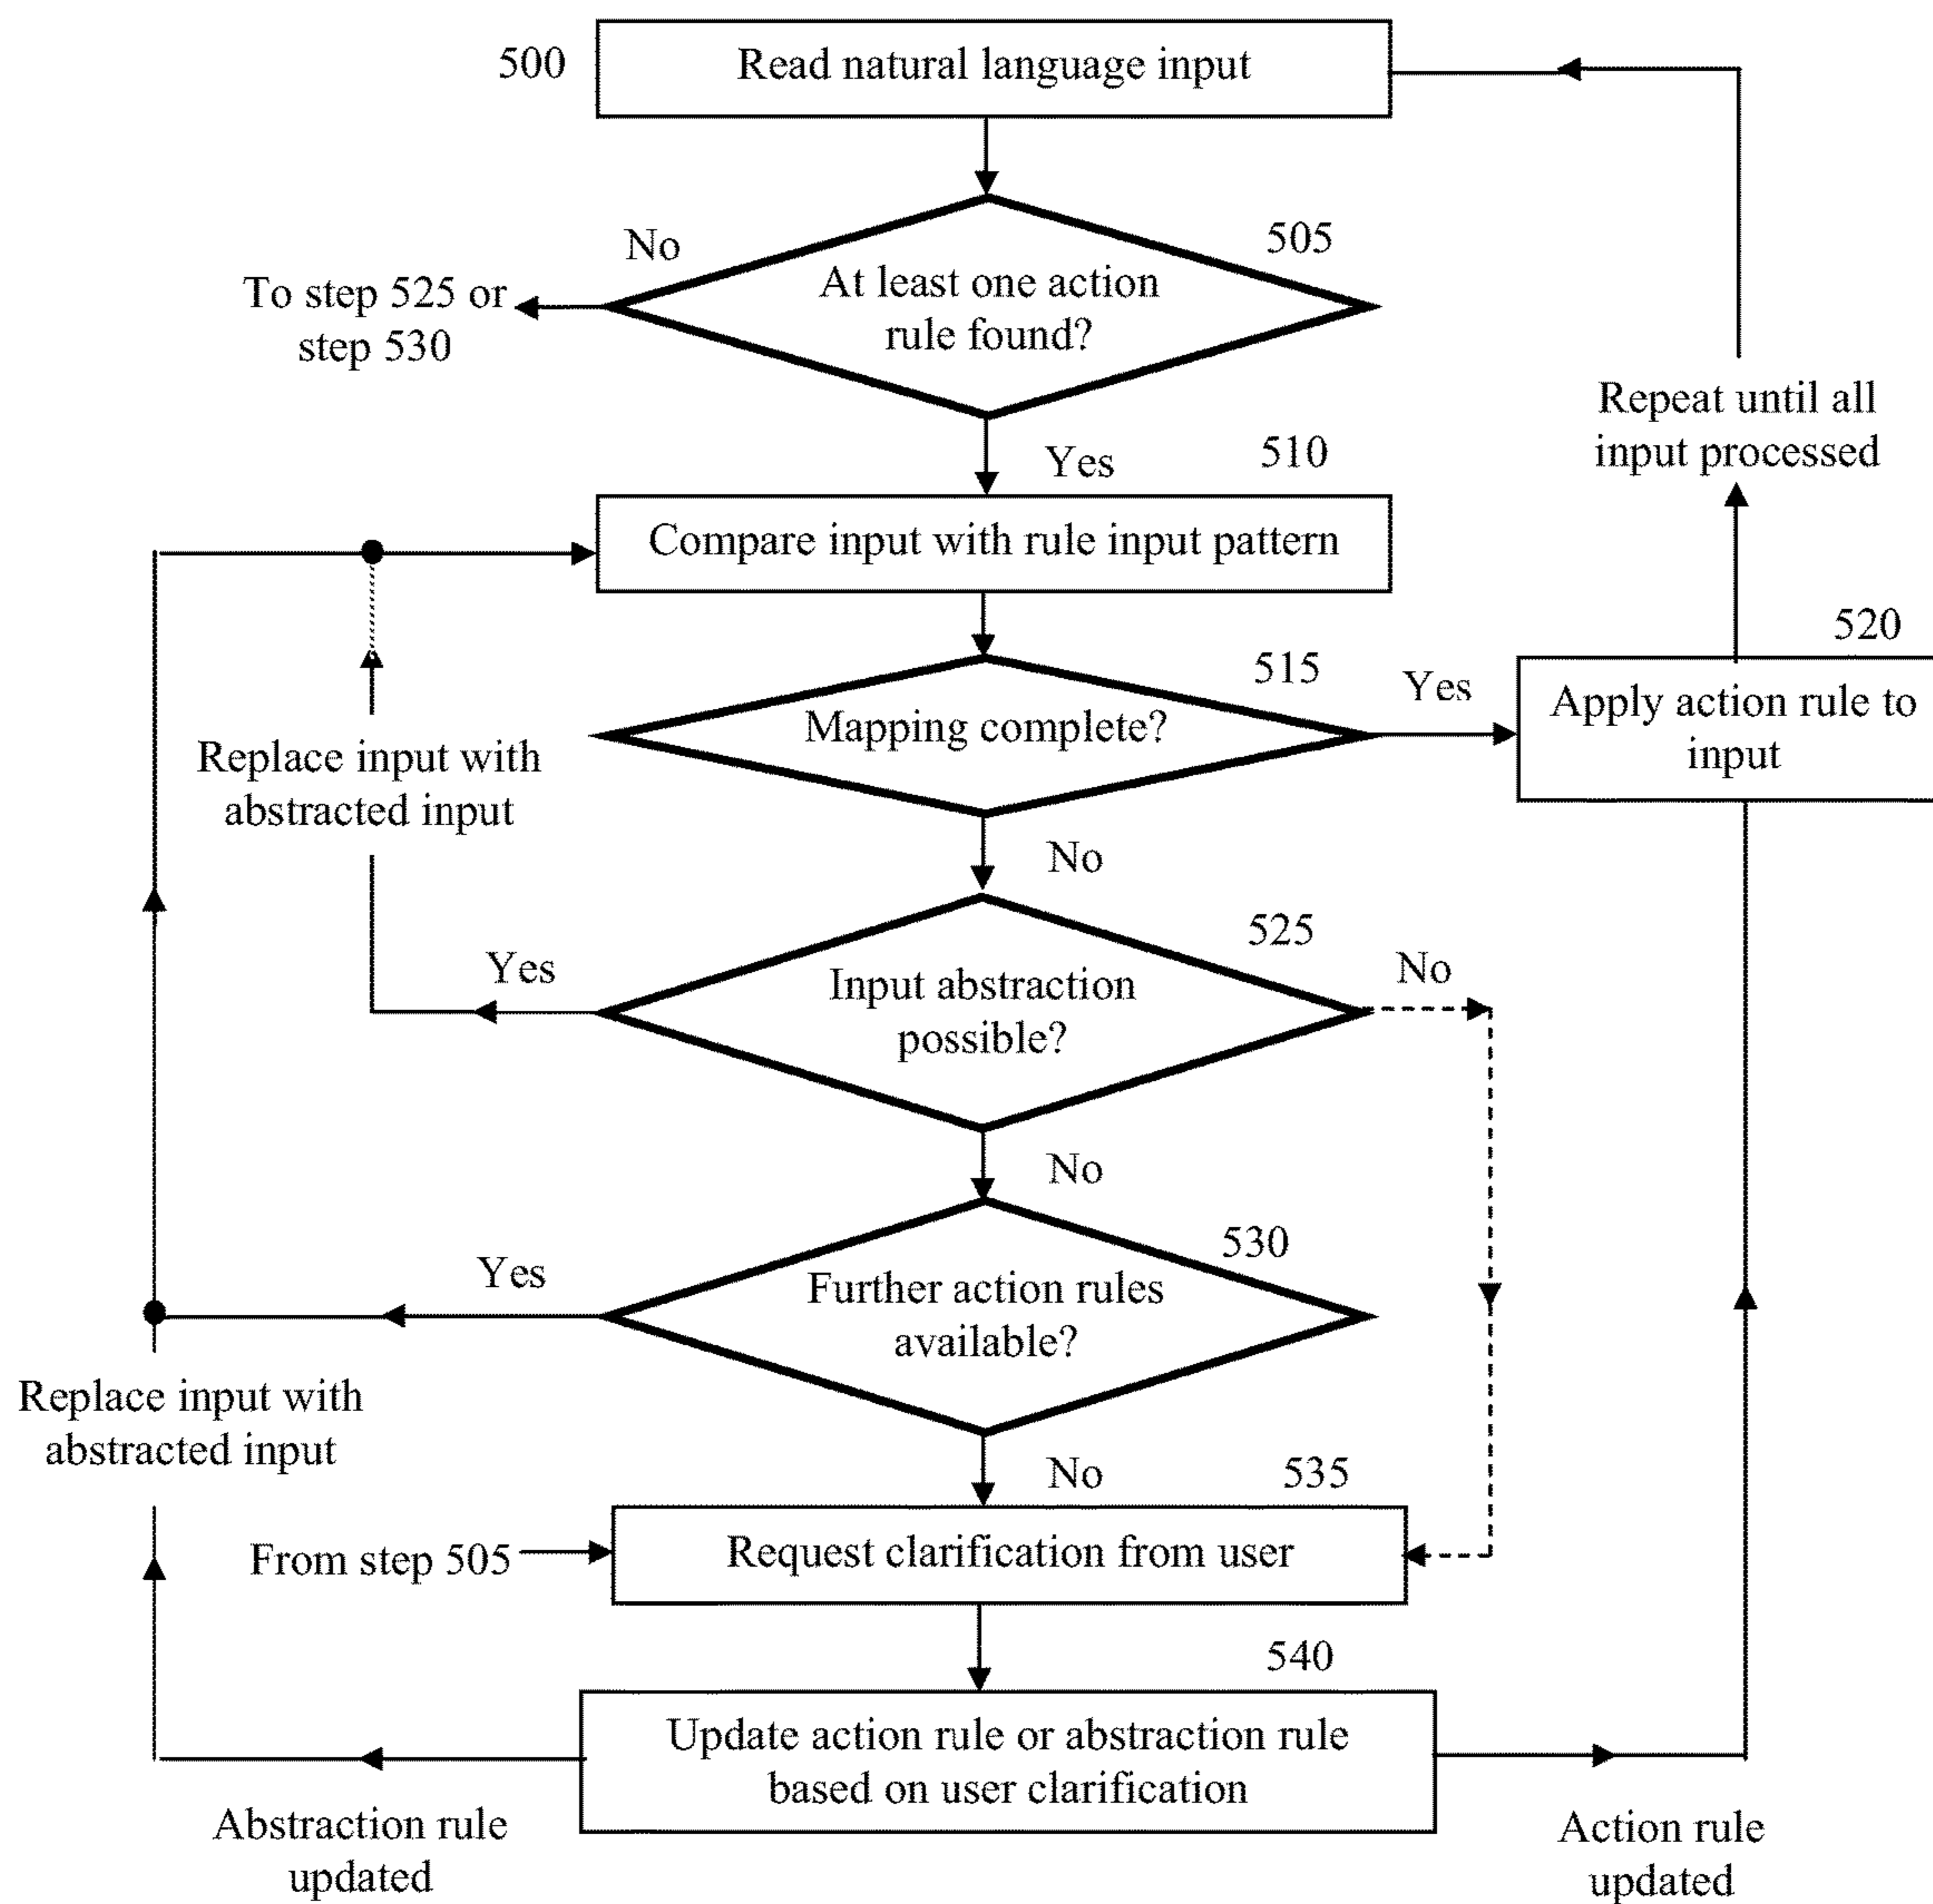 500
Read natural language input
No
505
To step 525 or
step 530
At least one action
rule found?
Repeat until all
input processed
Yes
510
Compare input with rule input pattern
515
Yes
520
Mapping complete?
Apply action rule to
input
Replace input with
abstracted input
No
525
Yes
No
Input abstraction
possible?
No
530
Yes
Further action rules
available?
Replace input with
abstracted input
No
535
From step 505
Request clarification from user
540
Update action rule or abstraction rule
based on user clarification
Abstraction rule
updated
Action rule
updated